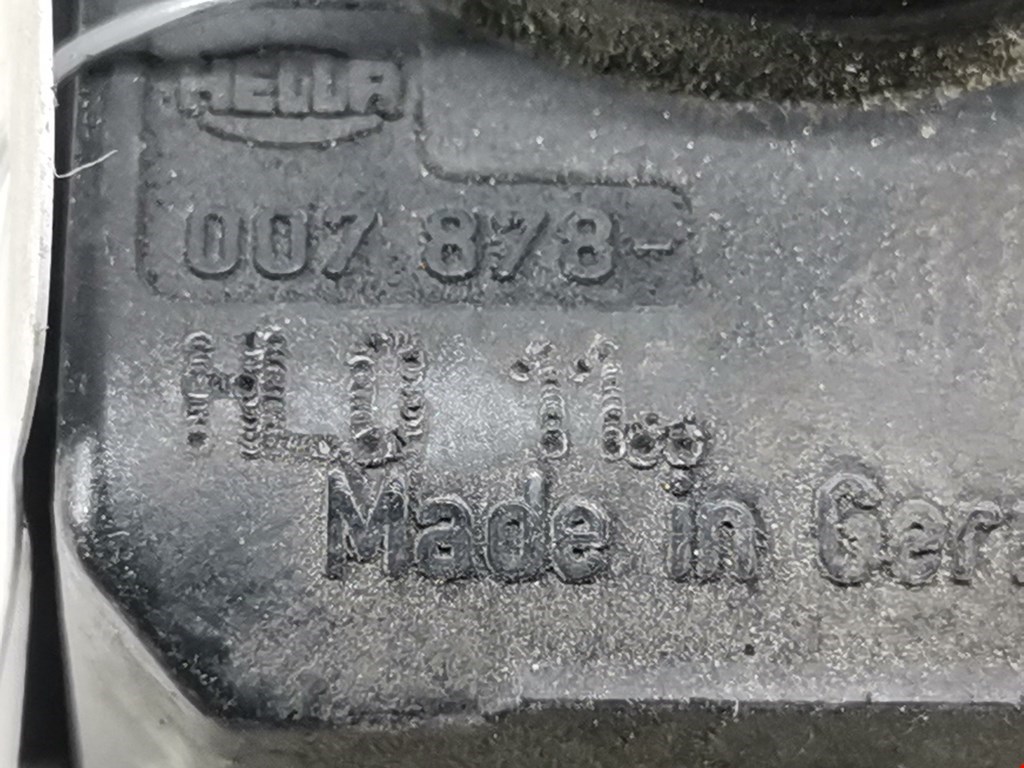 HELLA
007 878-
Made in Ger